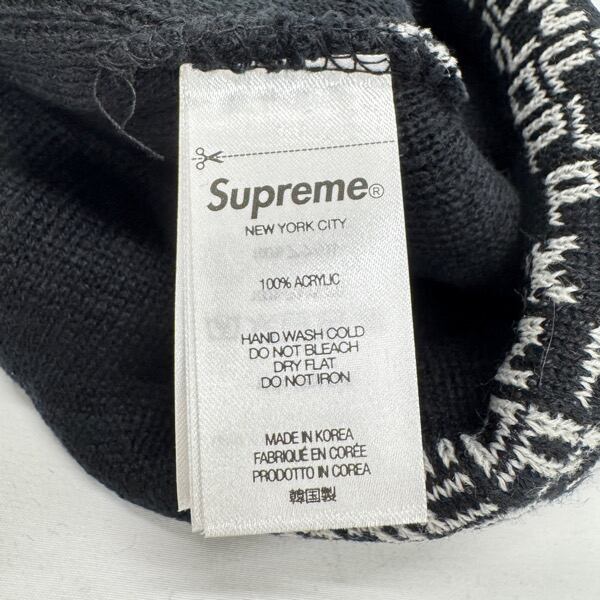 Supreme®
NEW YORK CITY
100% ACRYLIC
HAND WASH COLD
DO NOT BLEACH
DRY FLAT
DO NOT IRON
MADE IN KOREA
FABRIQUÉ EN CORÉE
PRODOTTO IN COREA
韓国製